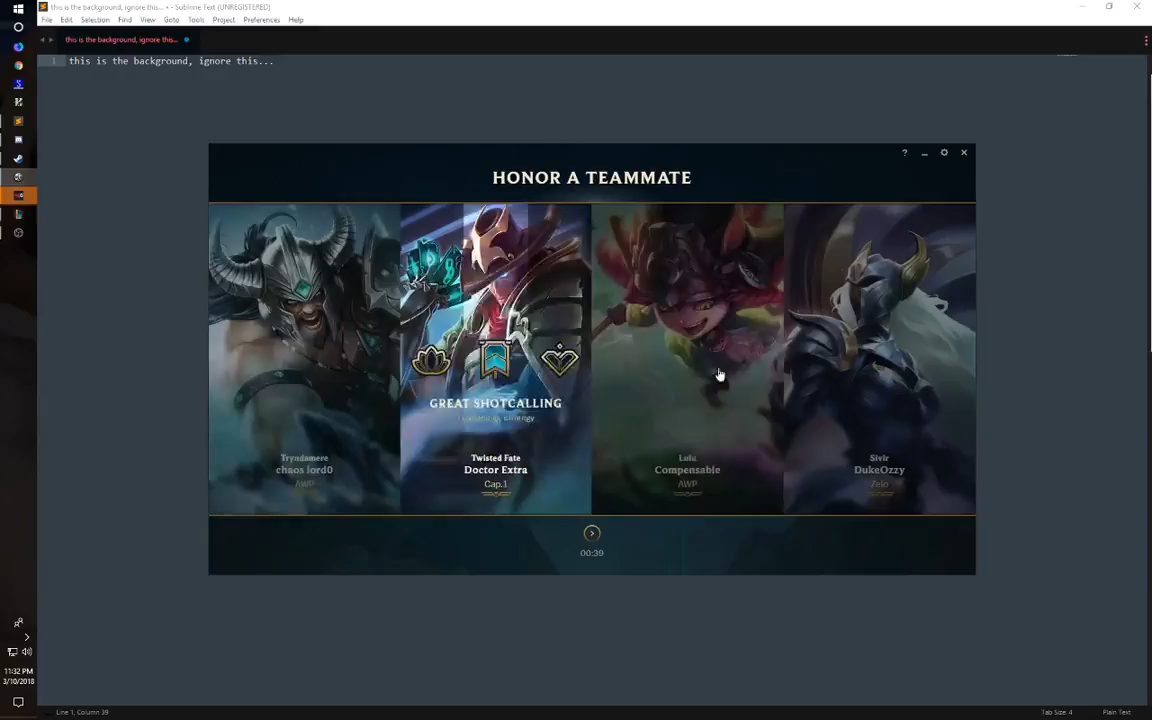 this is the background, ignore this... • - Sublime Text (UNREGISTERED)
File Edit Selection Find View Goto Tools Project Preferences Help
this is the background, ignore this...
1 this is the background, ignore this...
?
HONOR A TEAMMATE
GREAT SHOTCALLING
Leadership, strategy
Tryndamere
chaos lord0
AWP
Twisted Fate
Doctor Extra
Cap.1
Lulu
Compensable
AWP
Sivir
DukeOzzy
Zelo
00:39
11:32 PM
3/10/2018
Line 1, Column 39
Tab Size: 4
Plain Text